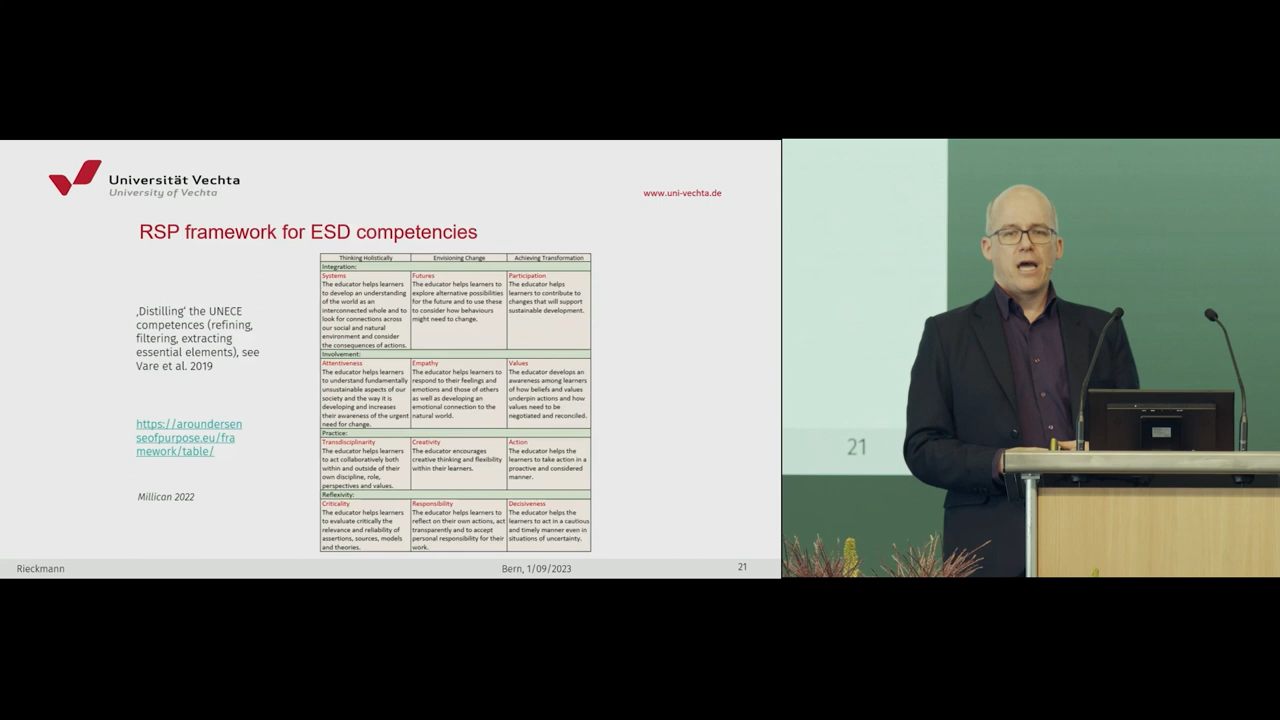 Universität Vechta
University of Vechta
www.uni-vechta.de
RSP framework for ESD competencies
‚Distilling' the UNECE
competences (refining,
filtering, extracting
essential elements), see
Vare et al. 2019
https://aroundersen
seofpurpose.eu/fra
mework/table/
Millican 2022
Thinking Holistically Envisioning Change Achieving Transformation
Integration:
Systems
The educator helps learners
to develop an understanding
of the world as an
interconnected whole and to
look for connections across
our social and natural
environment and consider
the consequences of actions.
Futures
The educator helps learners to
explore alternative possibilities
for the future and to use these
to consider how behaviours
might need to change.
Participation
The educator helps
learners to contribute to
changes that will support
sustainable development.
Involvement:
Attentiveness
The educator helps learners
to understand fundamentally
unsustainable aspects of our
society and the way it is
developing and increases
their awareness of the urgent
need for change.
Empathy
The educator helps learners to
respond to their feelings and
emotions and those of others
as well as developing an
emotional connection to the
natural world.
Values
The educator develops an
awareness among learners
of how beliefs and values
underpin actions and how
values need to be
negotiated and reconciled.
Practice:
Transdisciplinarity
The educator helps learners
to act collaboratively both
within and outside of their
own discipline, role,
perspectives and values.
Creativity
The educator encourages
creative thinking and flexibility
within their learners.
Action
The educator helps the
learners to take action in a
proactive and considered
manner.
Reflexivity:
Criticality
The educator helps learners
to evaluate critically the
relevance and reliability of
assertions, sources, models
and theories.
Responsibility
The educator helps learners to
reflect on their own actions, act
transparently and to accept
personal responsibility for their
work.
Decisiveness
The educator helps the
learners to act in a cautious
and timely manner even in
situations of uncertainty.
Rieckmann
Bern, 1/09/2023
21
21